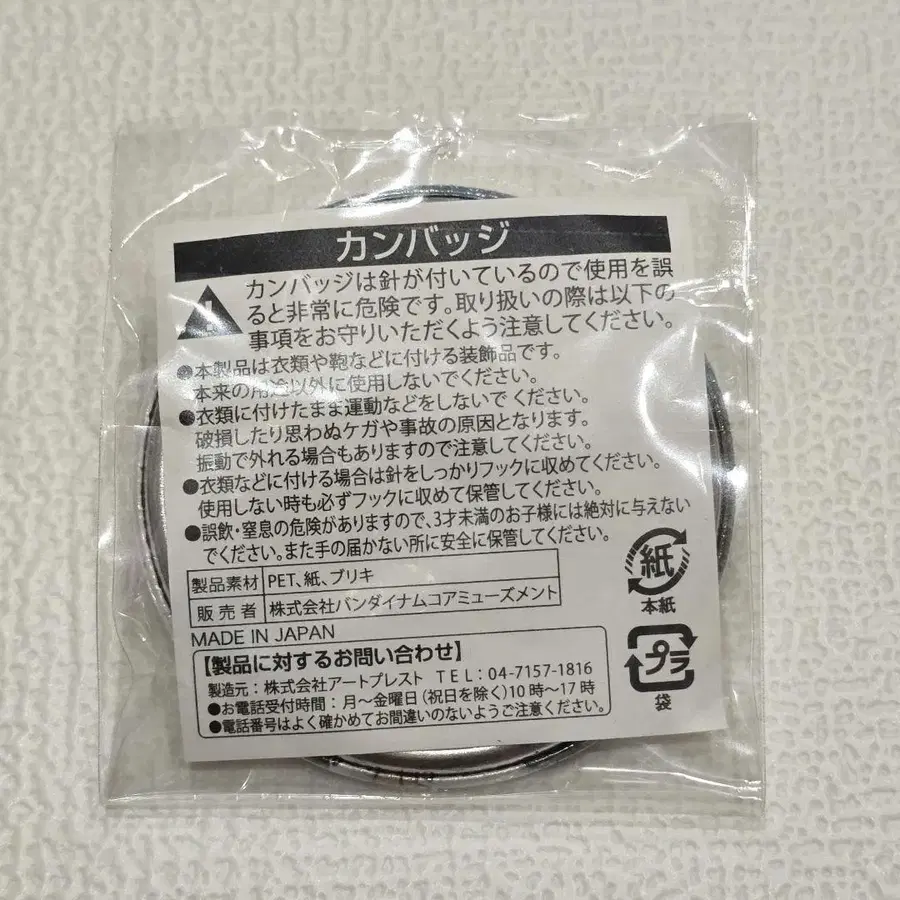 カンバッジ
カンバッジは針が付いているので使用を誤
ると非常に危険です。取り扱いの際は以下の
事項をお守りいただくよう注意してください。
●本製品は衣類や鞄などに付ける装飾品です。
本来の用途以外に使用しないでください。
●衣類に付けたまま運動などをしないでください。
破損したり思わぬケガや事故の原因となります。
振動で外れる場合もありますので注意してください。
●衣類などに付ける場合は針をしっかりフックに収めてください。
使用しない時も必ずフックに収めて保管してください。
●誤飲・窒息の危険がありますので、3才未満のお子様には絶対に与えない
でください。また手の届かない所に安全に保管してください。
製品素材 PET、紙、ブリキ
販売者 株式会社バンダイナムコアミューズメント
MADE IN JAPAN
【製品に対するお問い合わせ】
製造元：株式会社アートプレスト TEL：04-7157-1816
●お電話受付時間：月～金曜日（祝日を除く）10時～17時
●電話番号はよく確かめてお間違いのないようご注意ください。
紙
本紙
プラ
袋